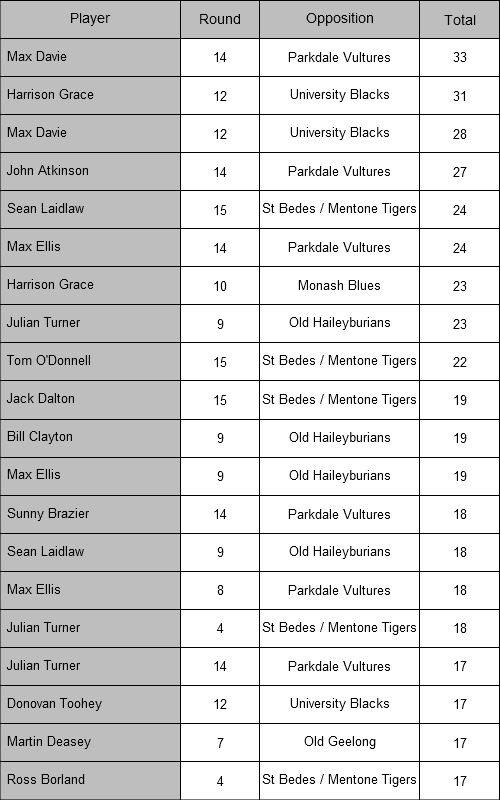 Player Round Opposition Total
Max Davie 14 Parkdale Vultures 33
Harrison Grace 12 University Blacks 31
Max Davie 12 University Blacks 28
John Atkinson 14 Parkdale Vultures 27
Sean Laidlaw 15 St Bedes / Mentone Tigers 24
Max Ellis 14 Parkdale Vultures 24
Harrison Grace 10 Monash Blues 23
Julian Turner 9 Old Haileyburians 23
Tom O'Donnell 15 St Bedes / Mentone Tigers 22
Jack Dalton 15 St Bedes / Mentone Tigers 19
Bill Clayton 9 Old Haileyburians 19
Max Ellis 9 Old Haileyburians 19
Sunny Brazier 14 Parkdale Vultures 18
Sean Laidlaw 9 Old Haileyburians 18
Max Ellis 8 Parkdale Vultures 18
Julian Turner 4 St Bedes / Mentone Tigers 18
Julian Turner 14 Parkdale Vultures 17
Donovan Toohey 12 University Blacks 17
Martin Deasey 7 Old Geelong 17
Ross Borland 4 St Bedes / Mentone Tigers 17